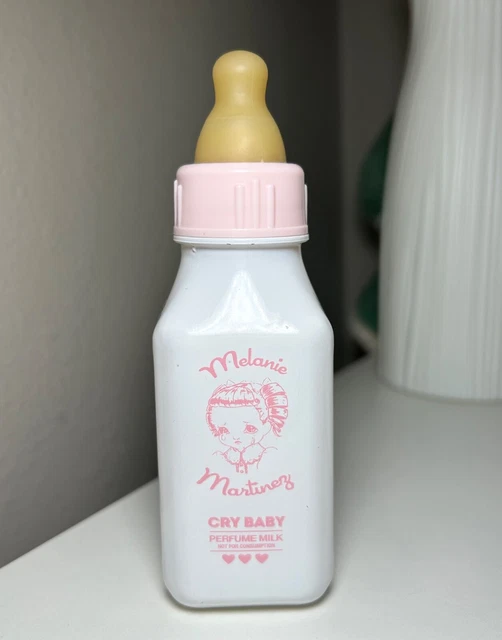 Melanie
Martinez
CRY BABY
PERFUME MILK
NOT FOR CONSUMPTION